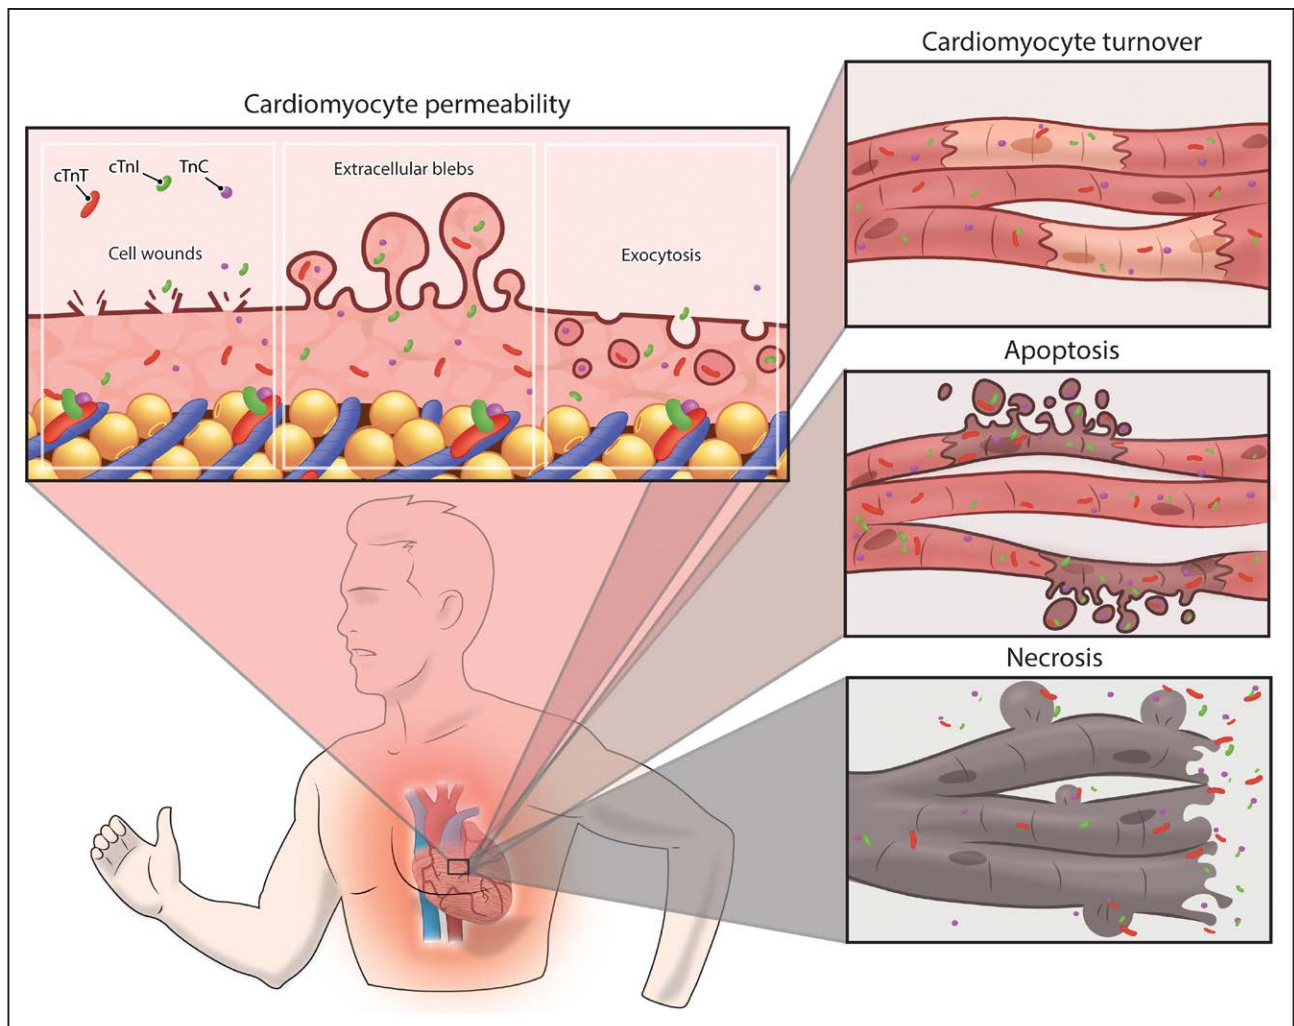 Cardiomyocyte permeability
cTnT
cTnI
TnC
Cell wounds
Extracellular blebs
Exocytosis
Cardiomyocyte turnover
Apoptosis
Necrosis